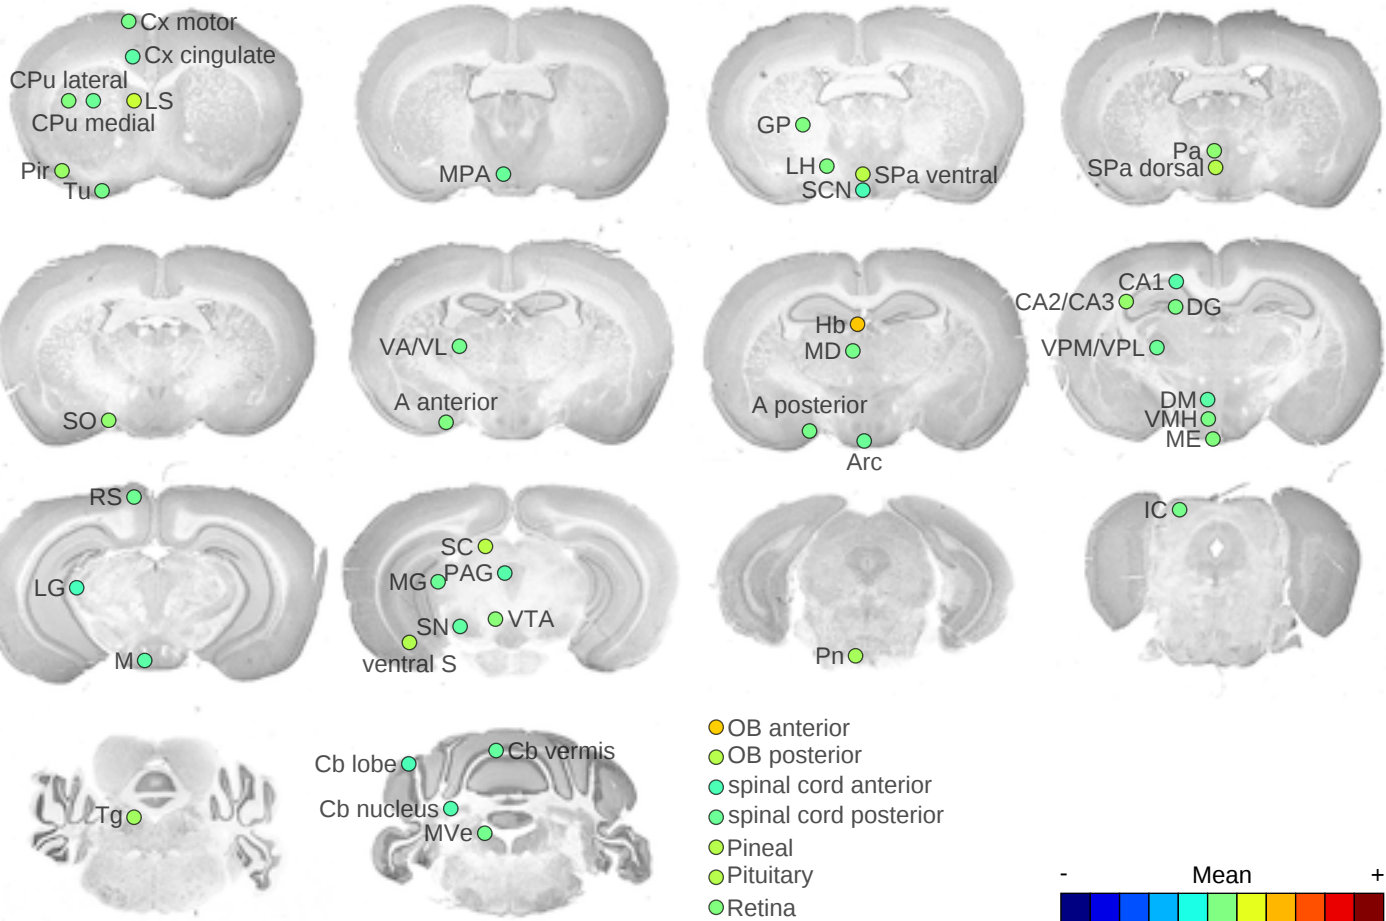 Cx motor
Cx cingulate
CPu lateral
LS
CPu medial
Pir
Tu
MPA
GP
LH
SPa ventral
SCN
Pa
SPa dorsal
SO
VA/VL
A anterior
Hb
MD
A posterior
Arc
CA1
CA2/CA3
DG
VPM/VPL
DM
VMH
ME
RS
LG
M
SC
MG
PAG
SN
VTA
ventral S
Pn
IC
Tg
Cb lobe
Cb vermis
Cb nucleus
MVe
OB anterior
OB posterior
spinal cord anterior
spinal cord posterior
Pineal
Pituitary
Retina
- Mean +